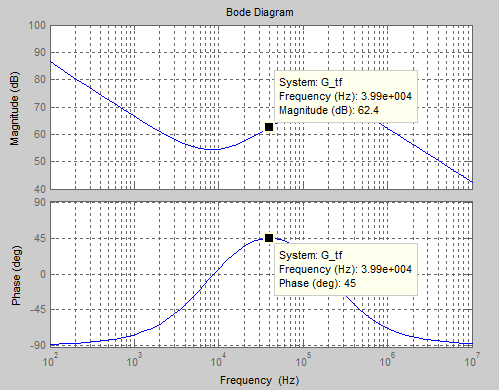 Bode Diagram
100
90
80
70
60
50
40
Magnitude (dB)
System: G_tf
Frequency (Hz): 3.99e+004
Magnitude (dB): 62.4
90
45
0
-45
-90
Phase (deg)
System: G_tf
Frequency (Hz): 3.99e+004
Phase (deg): 45
10^2 10^3 10^4 10^5 10^6 10^7
Frequency (Hz)